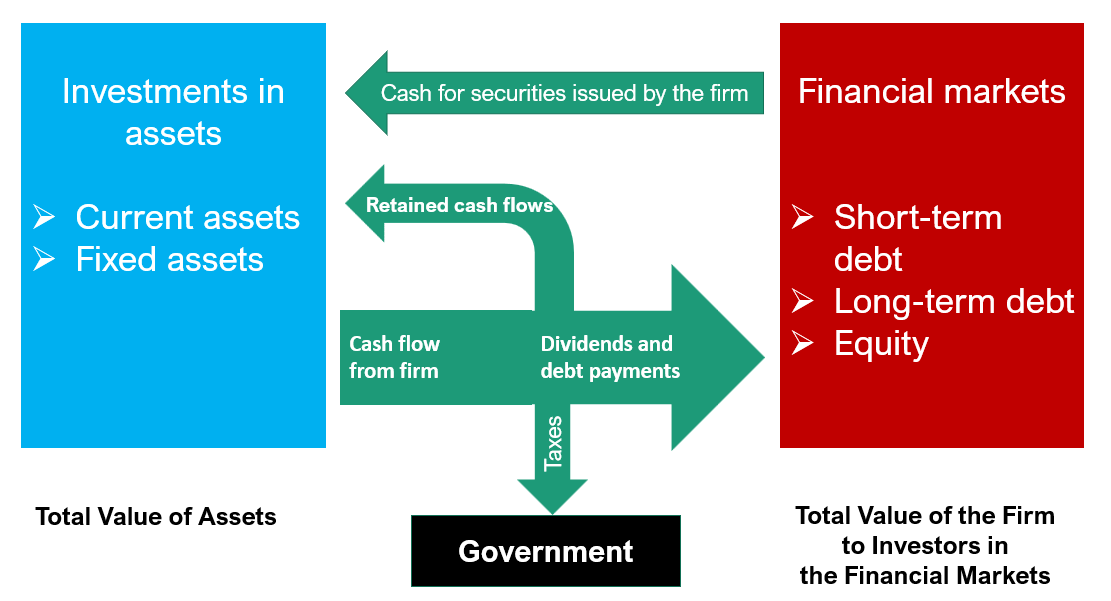 Investments in
assets
Current assets
Fixed assets
Cash for securities issued by the firm
Retained cash flows
Cash flow
from firm
Dividends and
debt payments
Taxes
Government
Financial markets
Short-term
debt
Long-term debt
Equity
Total Value of Assets
Total Value of the Firm
to Investors in
the Financial Markets